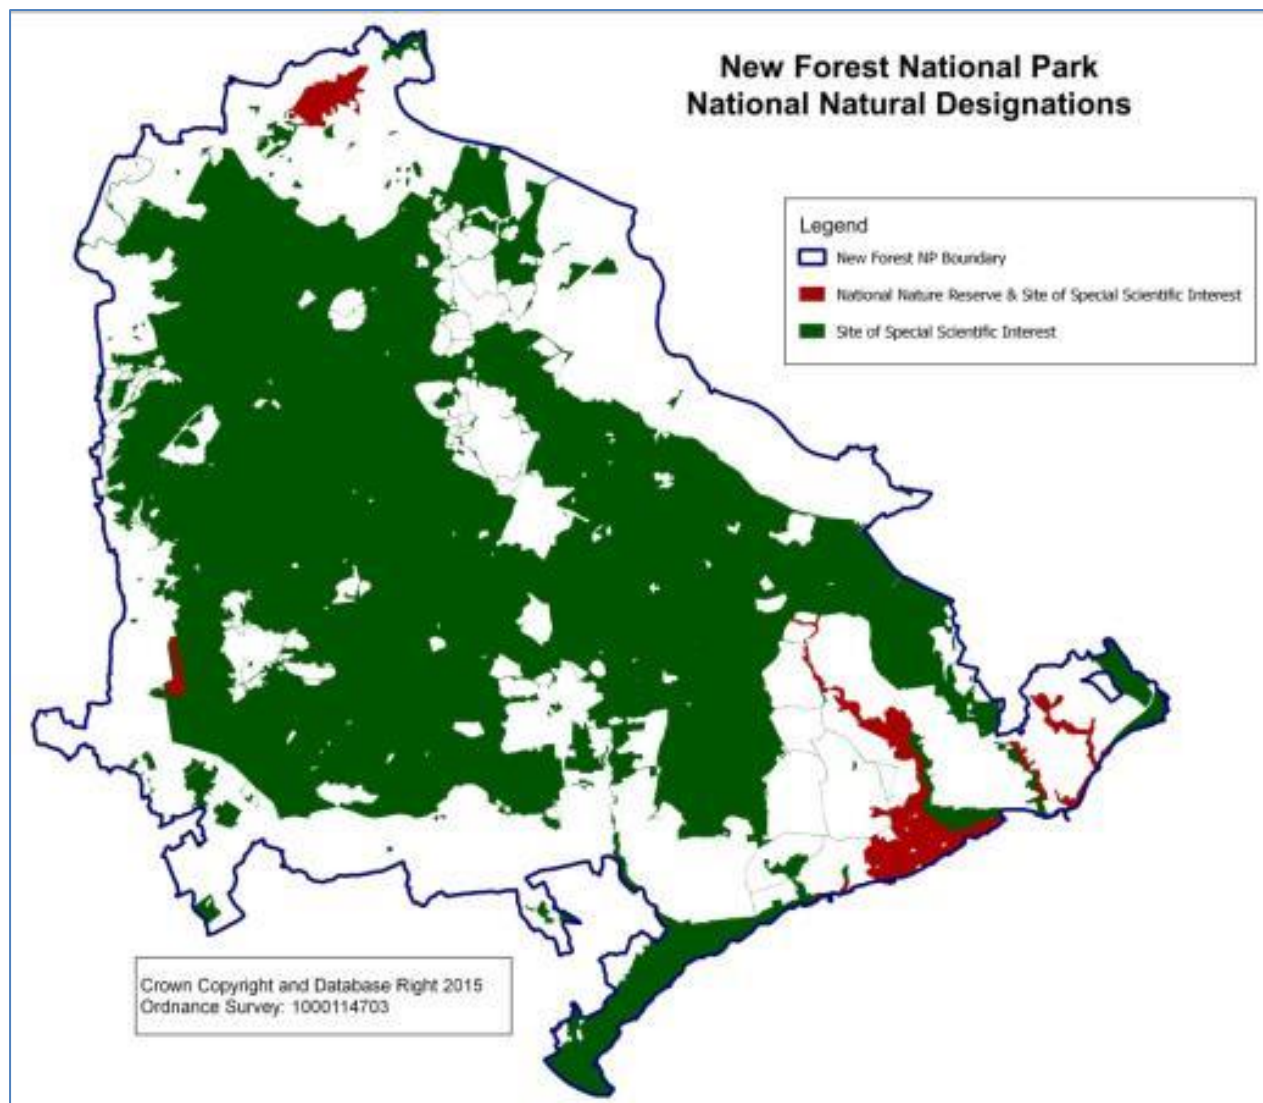 New Forest National Park
National Natural Designations
Legend
New Forest NP Boundary
National Nature Reserve & Site of Special Scientific Interest
Site of Special Scientific Interest
Crown Copyright and Database Right 2015
Ordnance Survey: 1000114703